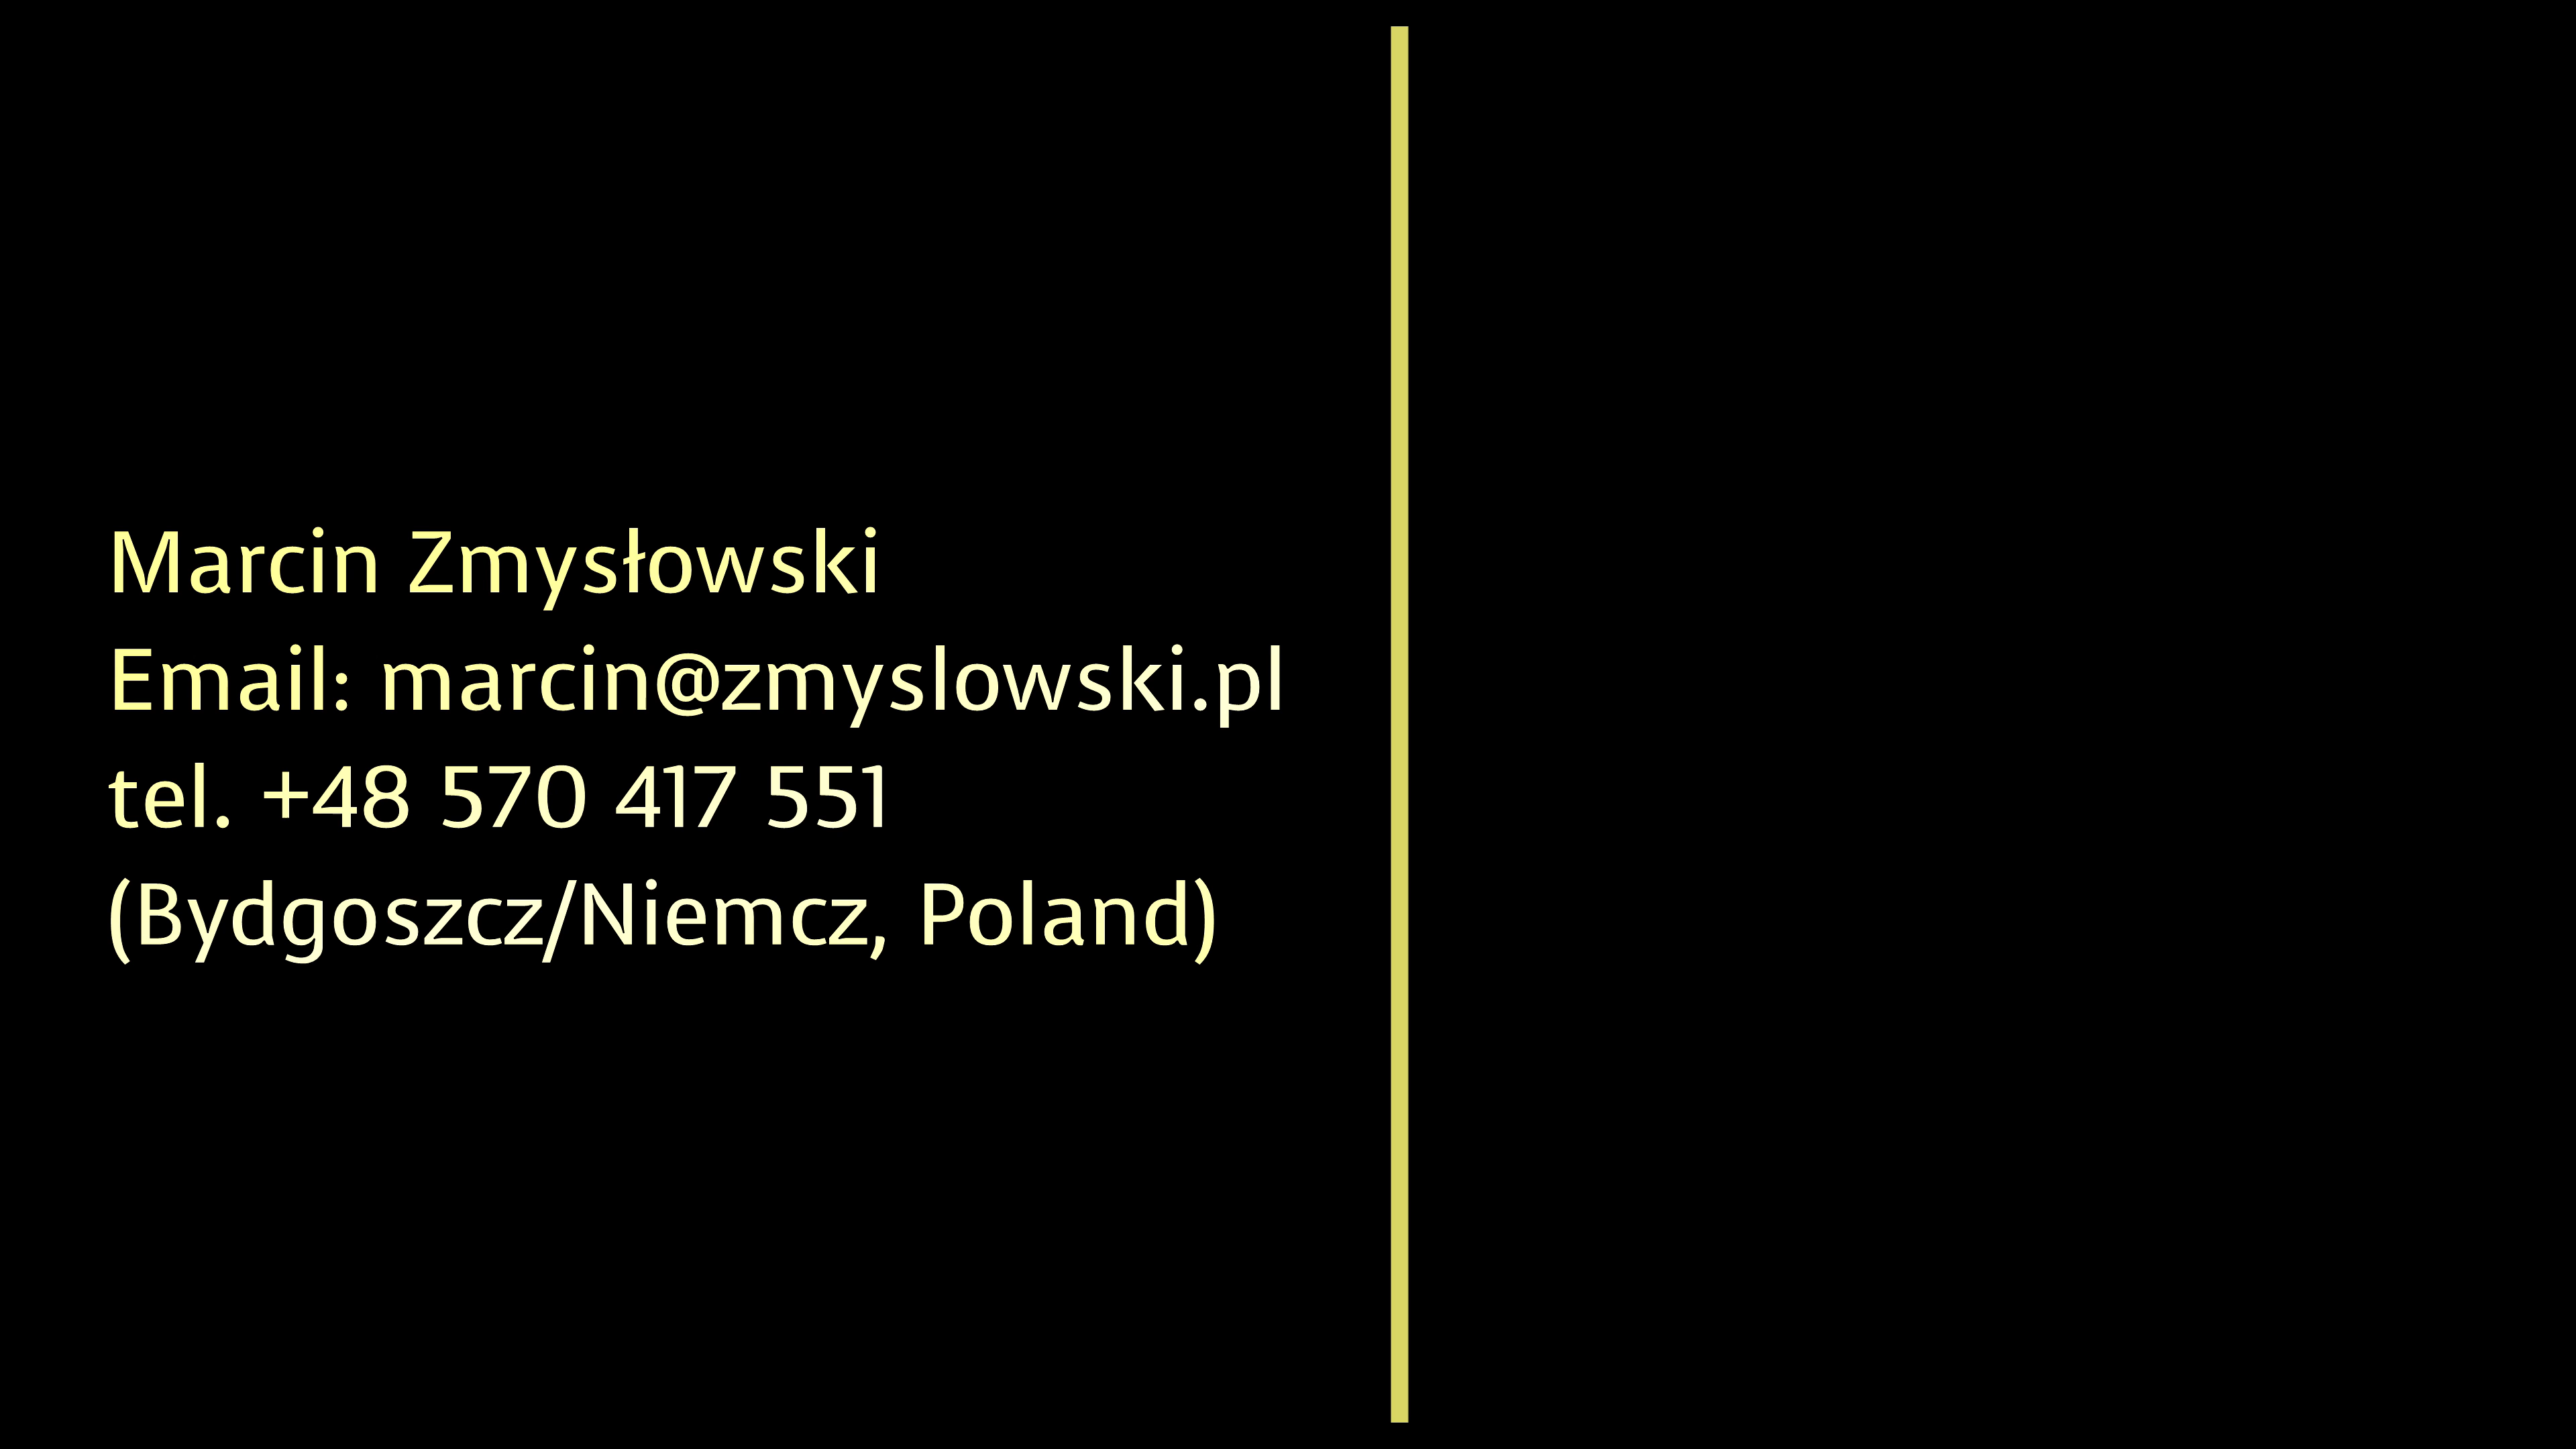 Marcin Zmysłowski
Email: marcin@zmyslowski.pl
tel. +48 570 417 551
(Bydgoszcz/Niemcz, Poland)